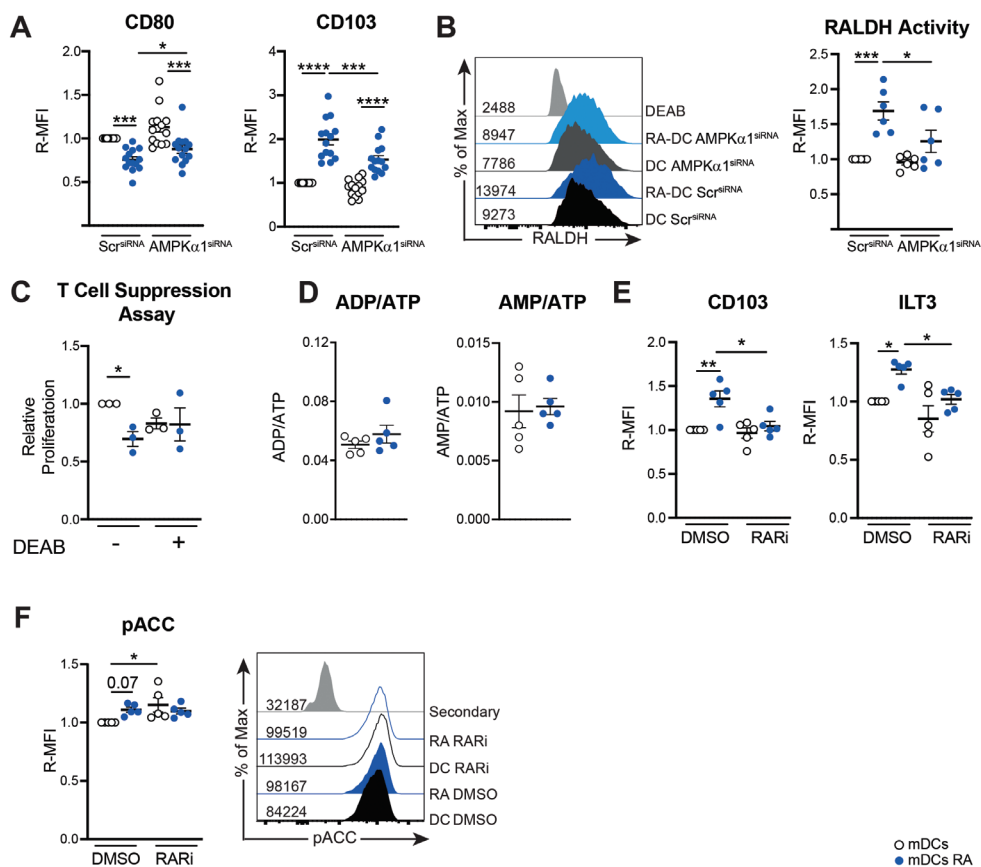 A
CD80
R-MFI
2.0
1.5
1.0
0.5
***
*
***
Scr^siRNA
AMPKα1^siRNA
CD103
R-MFI
4
3
2
1
0
****
***
****
Scr^siRNA
AMPKα1^siRNA
B
% of Max
2488
DEAB
8947
RA-DC AMPKα1^siRNA
7786
DC AMPKα1^siRNA
13974
RA-DC Scr^siRNA
9273
DC Scr^siRNA
RALDH
RALDH Activity
R-MFI
2.5
2.0
1.5
1.0
0.5
0.0
***
*
Scr^siRNA
AMPKα1^siRNA
C
T Cell Suppression
Assay
Relative
Proliferatoion
1.5
1.0
0.5
0.0
*
DEAB
-
+
D
ADP/ATP
ADP/ATP
0.12
0.08
0.04
0.00
AMP/ATP
AMP/ATP
0.015
0.010
0.005
0.000
E
CD103
R-MFI
2.0
1.5
1.0
0.5
0.0
**
*
DMSO
RARi
ILT3
R-MFI
1.5
1.0
0.5
0.0
*
*
DMSO
RARi
F
pACC
R-MFI
1.5
1.0
0.5
0.0
0.07
*
DMSO
RARi
% of Max
32187
Secondary
99519
RA RARi
113993
DC RARi
98167
RA DMSO
84224
DC DMSO
pACC
mDCs
mDCs RA